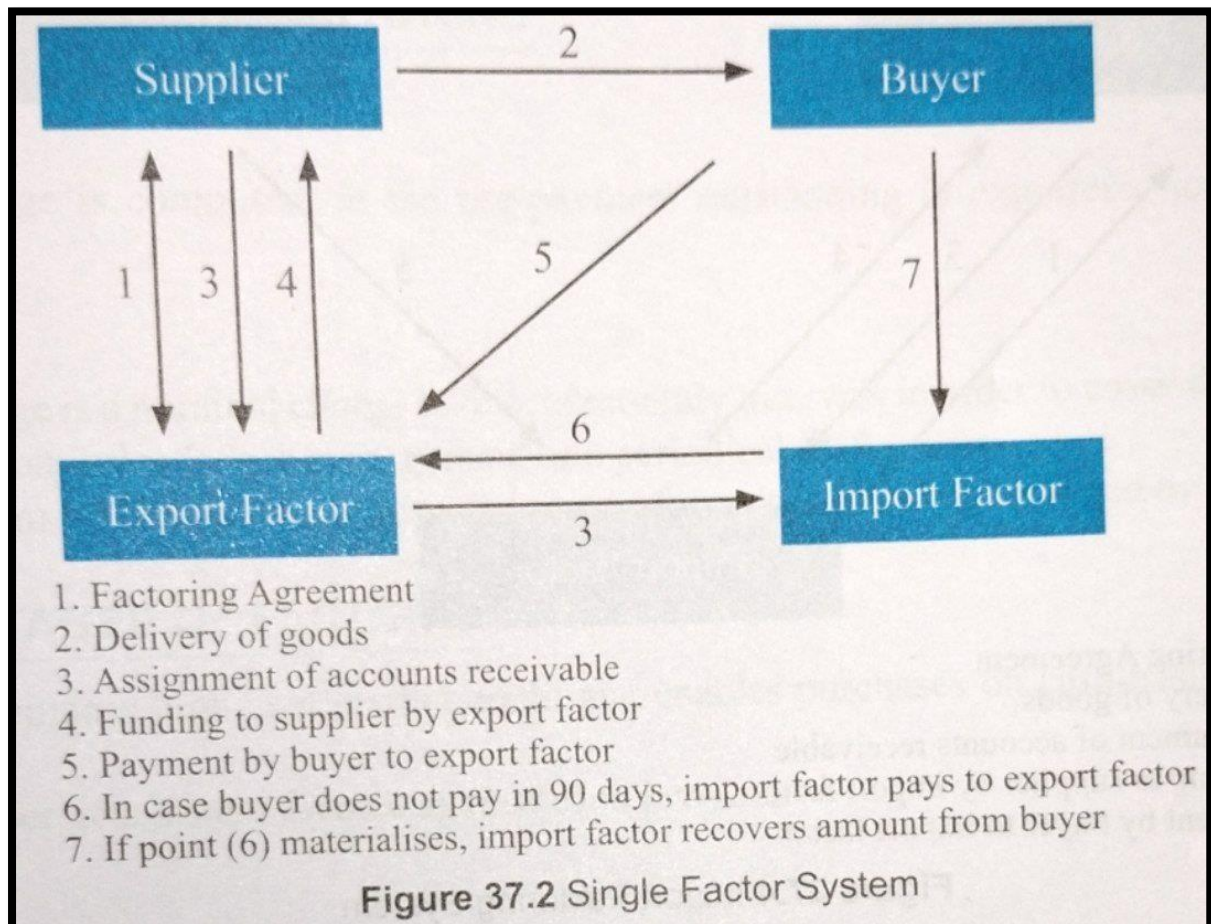 Supplier
2
Buyer
1
3
4
5
7
6
Export Factor
Import Factor
3
1. Factoring Agreement
2. Delivery of goods
3. Assignment of accounts receivable
4. Funding to supplier by export factor
5. Payment by buyer to export factor
6. In case buyer does not pay in 90 days, import factor pays to export factor
7. If point (6) materialises, import factor recovers amount from buyer
Figure 37.2 Single Factor System